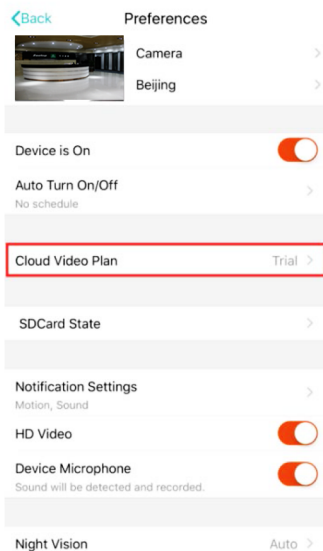 Back Preferences
Camera
Beijing
Device is On
Auto Turn On/Off
No schedule
Cloud Video Plan Trial
SDCard State
Notification Settings
Motion, Sound
HD Video
Device Microphone
Sound will be detected and recorded.
Night Vision Auto